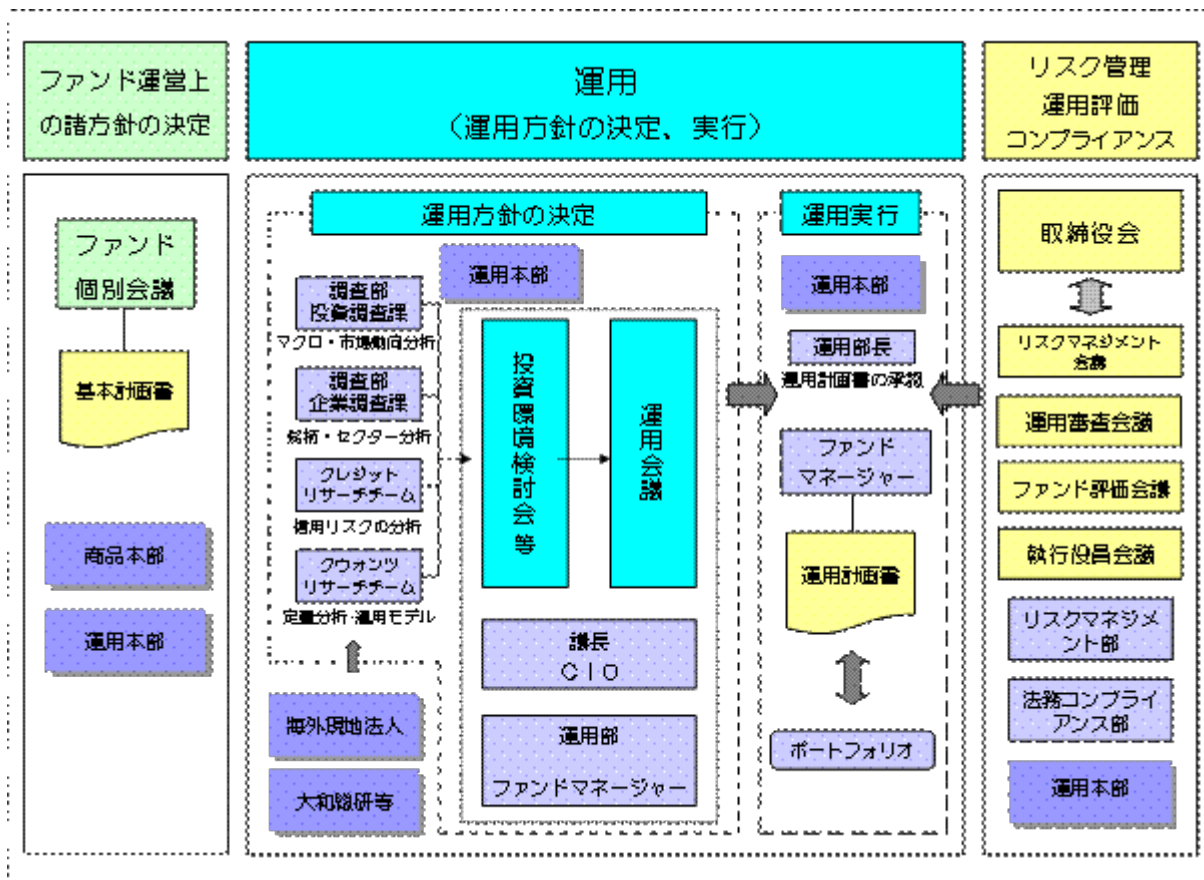 ファンド運営上
の諸方針の決定
運用
(運用方針の決定、実行)
リスク管理
運用評価
コンプライアンス
ファンド
個別会議
基本計画書
商品本部
運用本部
運用方針の決定
運用本部
調査部
投資調査課
マクロ・市場動向分析
調査部
企業調査課
銘柄・セクター分析
クレジット
リサーチチーム
信用リスクの分析
クウォンツ
リサーチチーム
定量分析・運用モデル
海外現地法人
大和総研等
投資環境検討会等
運用会議
議長
CIO
運用部
ファンドマネージャー
運用実行
運用本部
運用部長
運用計画書の承認
ファンド
マネージャー
運用計画書
ポートフォリオ
取締役会
リスクマネジメント
会議
運用審査会議
ファンド評価会議
執行役員会議
リスクマネジメ
ント部
法務コンプライ
アンス部
運用本部